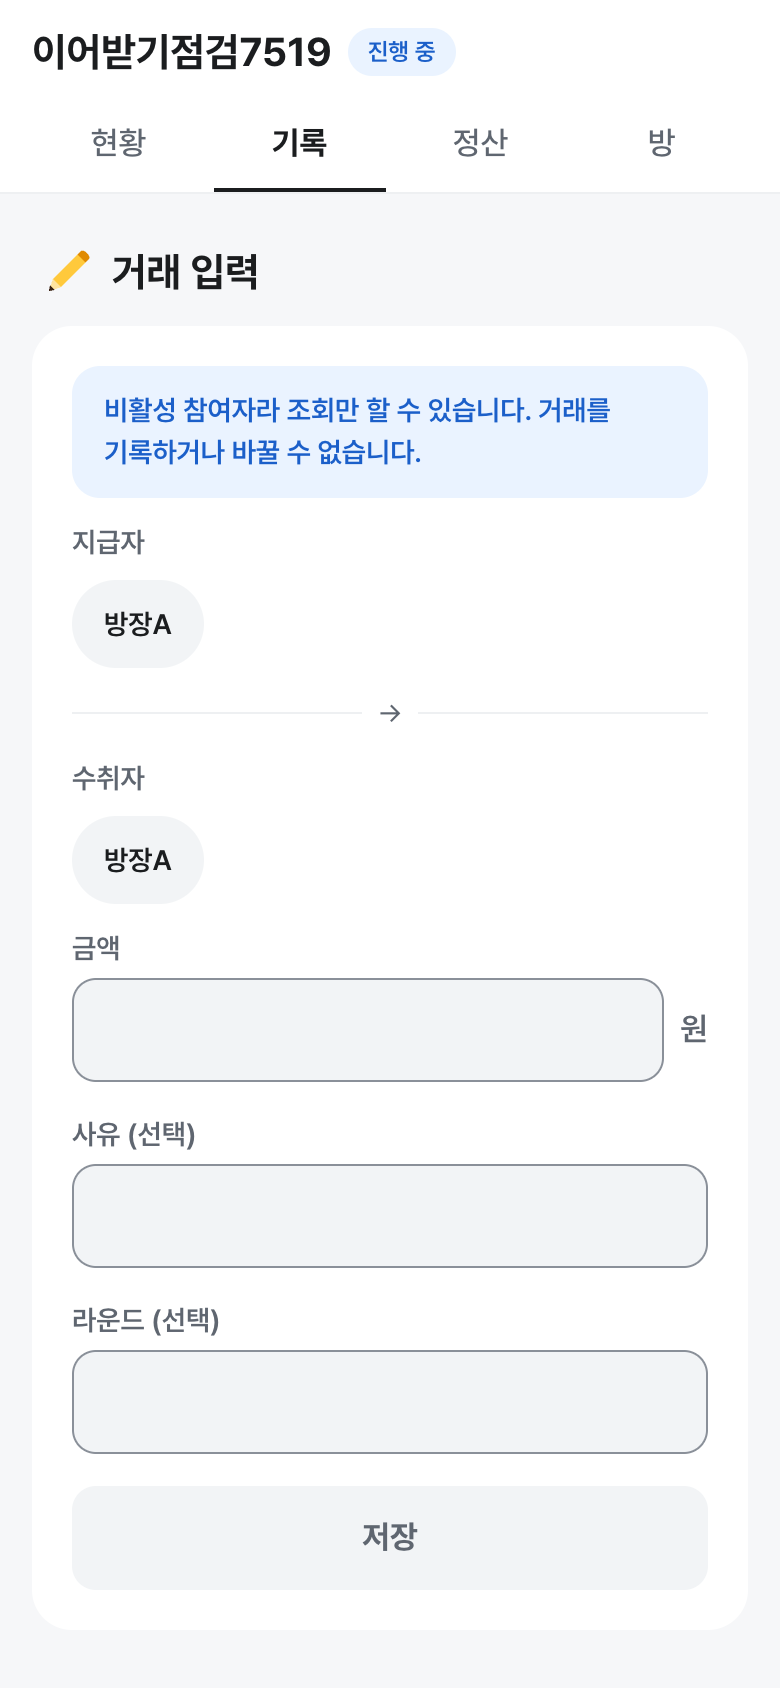 이어받기점검7519 진행 중
현황 기록 정산 방
거래 입력
비활성 참여자라 조회만 할 수 있습니다. 거래를
기록하거나 바꿀 수 없습니다.
지급자
방장A
→
수취자
방장A
금액
원
사유 (선택)
라운드 (선택)
저장